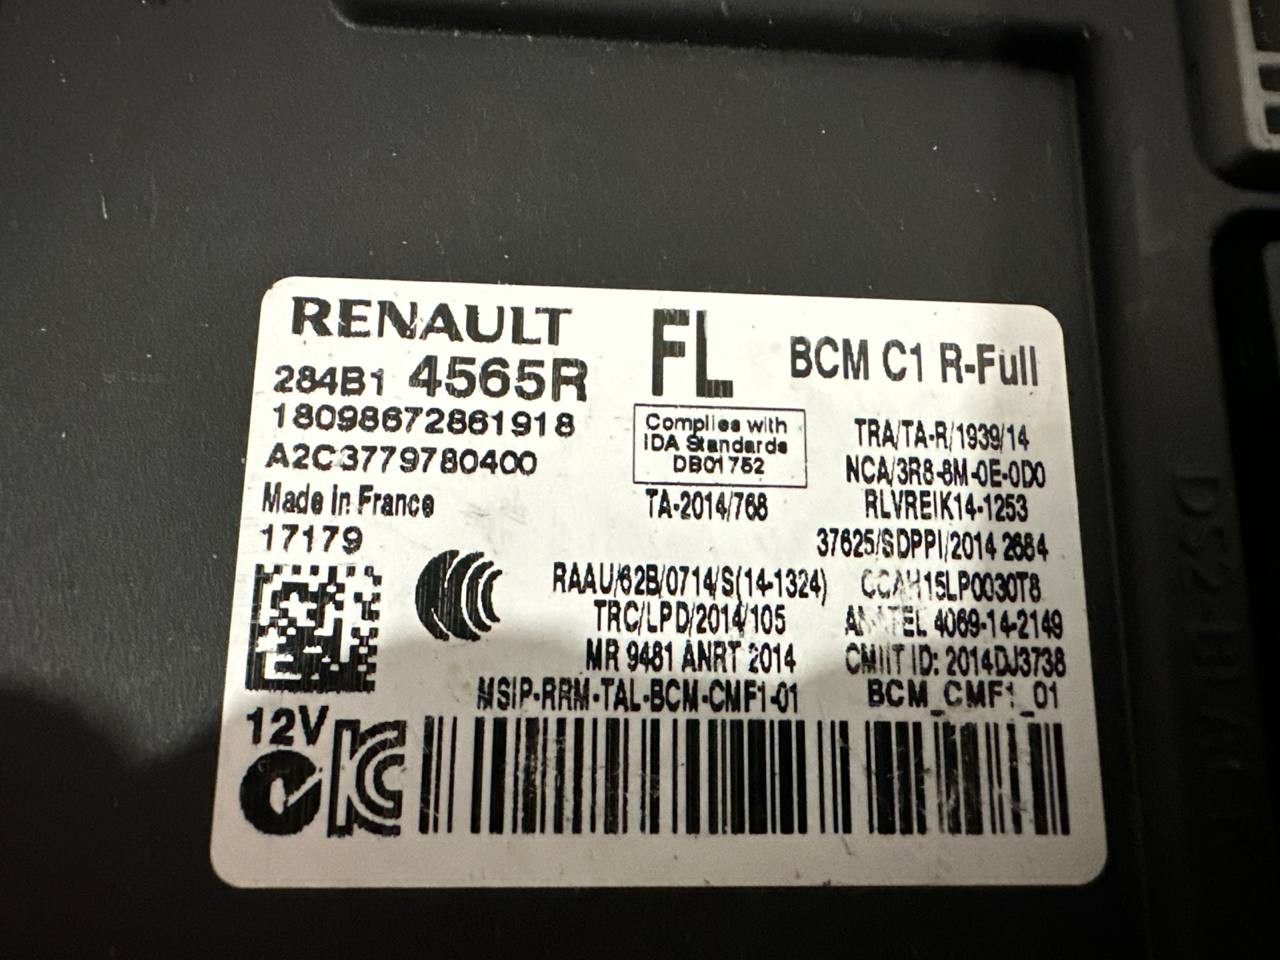 RENAULT
284B1 4565R
18098672861918
A2C3779780400
Made in France
17179
12V
FL
BCM C1 R-Full
Complies with
IDA Standards
DB01752
TA-2014/768
TRA/TA-R/1939/14
NCA/3R8-8M-0E-0D0
RLVREIK14-1253
37625/SDPPI/2014 2684
RAAU/62B/0714/S(14-1324)
CCAH15LP0030T8
TRC/LPD/2014/105
ANATEL 4069-14-2149
MR 9481 ANRT 2014
CMIIT ID: 2014DJ3738
MSIP-RRM-TAL-BCM-CMF1-01
BCM_CMF1_01